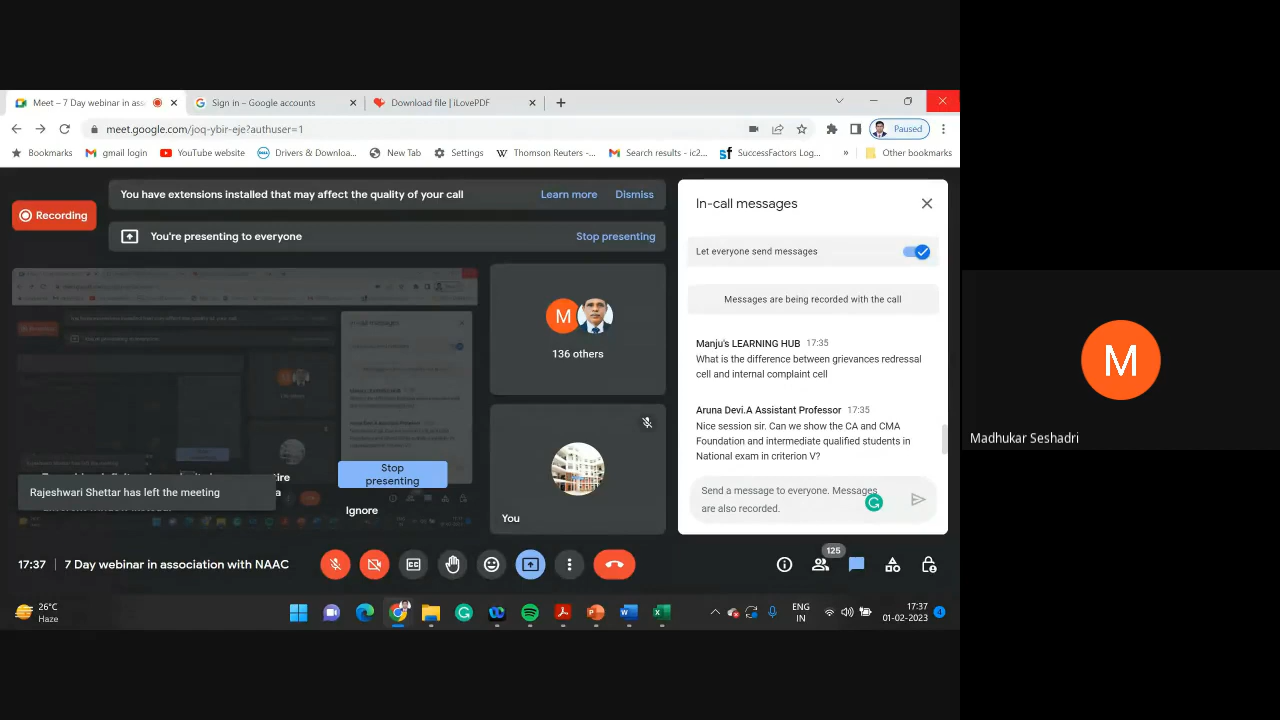 Meet – 7 Day webinar in ass
Sign in – Google accounts
Download file | iLovePDF
meet.google.com/joq-ybir-eje?authuser=1
Paused
Bookmarks
gmail login
YouTube website
Drivers & Downloa...
New Tab
Settings
Thomson Reuters -...
Search results - ic2...
SuccessFactors Log...
»
Other bookmarks
Recording
You have extensions installed that may affect the quality of your call
Learn more
Dismiss
You're presenting to everyone
Stop presenting
In-call messages
Let everyone send messages
Messages are being recorded with the call
Manju's LEARNING HUB 17:35
What is the difference between grievances redressal
cell and internal complaint cell
Aruna Devi.A Assistant Professor 17:35
Nice session sir. Can we show the CA and CMA
Foundation and intermediate qualified students in
National exam in criterion V?
Send a message to everyone. Messages
are also recorded.
M
136 others
You
Stop
presenting
Ignore
Rajeshwari Shettar has left the meeting
17:37 | 7 Day webinar in association with NAAC
125
26°C
Haze
ENG
IN
17:37
01-02-2023
4
M
Madhukar Seshadri